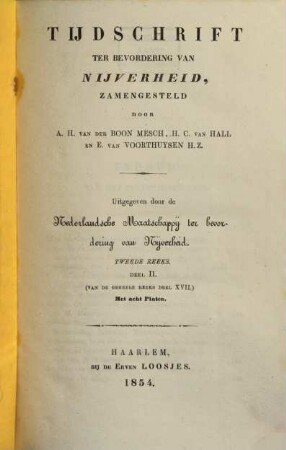 TIJDSCHRIFT
TER BEVORDERING VAN
NIJVERHEID,
ZAMENGESTELD
DOOR
A. H. VAN DER BOON MESCH, H. C. VAN HALL
EN E. VAN VOORTHUYSEN H. Z.
Uitgegeven door de
Nederlandsche Maatschappij ter bevor-
dering van Nijverheid.
TWEEDE REEKS.
DEEL II.
(VAN DE GEHEELE REEKS DEEL XVII.)
Met acht Platen.
HAARLEM,
BIJ DE ERVEN LOOSJES.
1854.